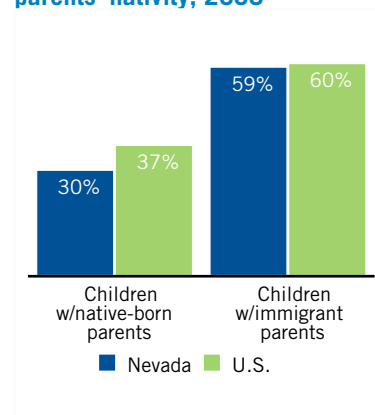 parents' nativity, 2008
59%
60%
37%
30%
Children
w/native-born
parents
Children
w/immigrant
parents
Nevada
U.S.